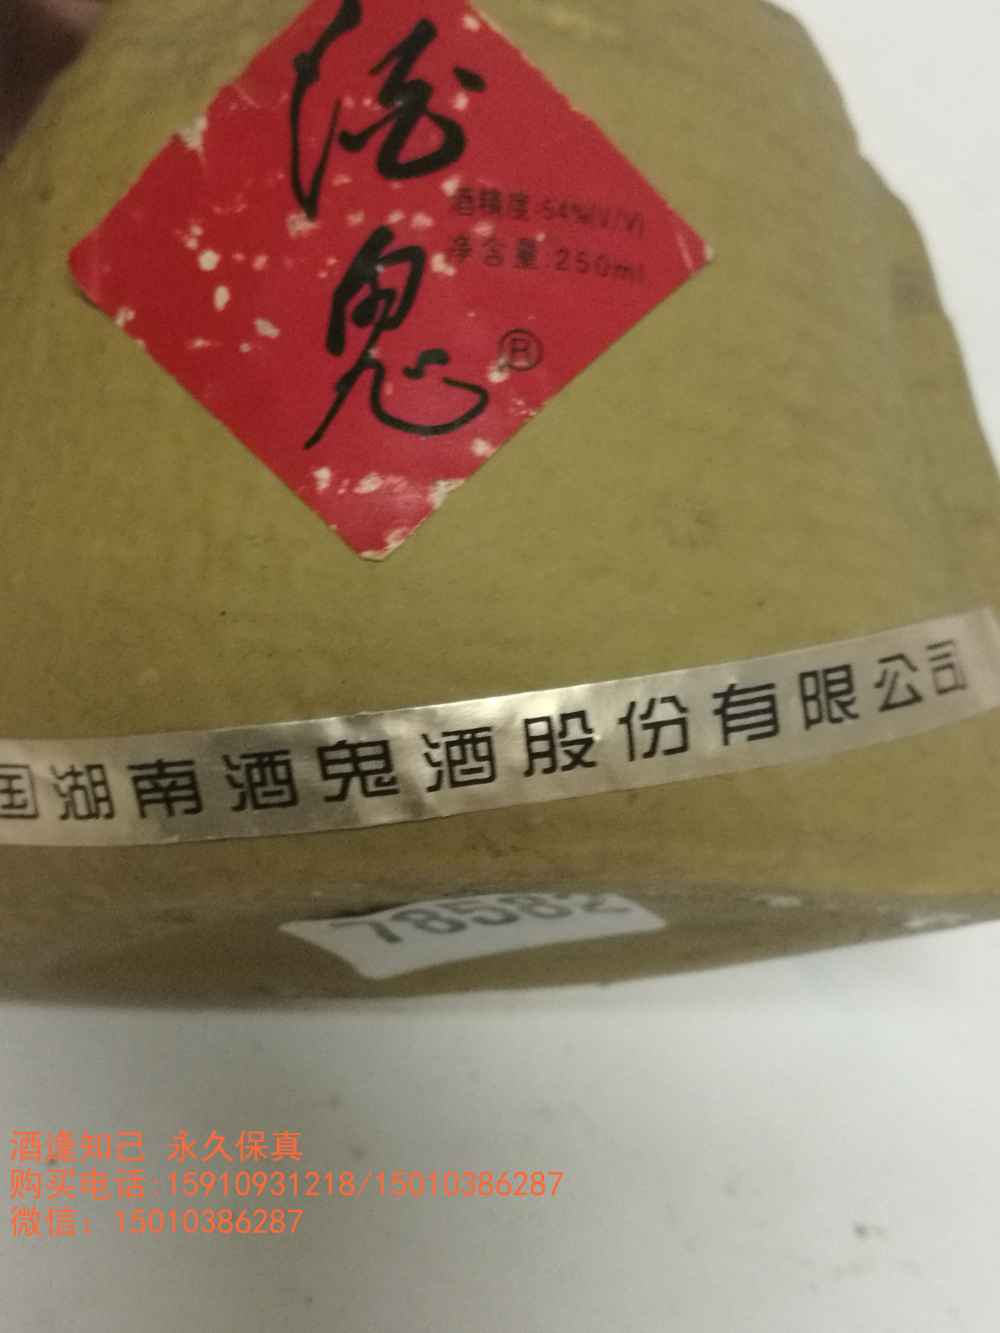 酒
鬼
酒精度:54%(V/V)
净含量:250ml
®
国湖南酒鬼酒股份有限公司
78582
酒逢知己 永久保真
购买电话:15910931218/15010386287
微信：15010386287